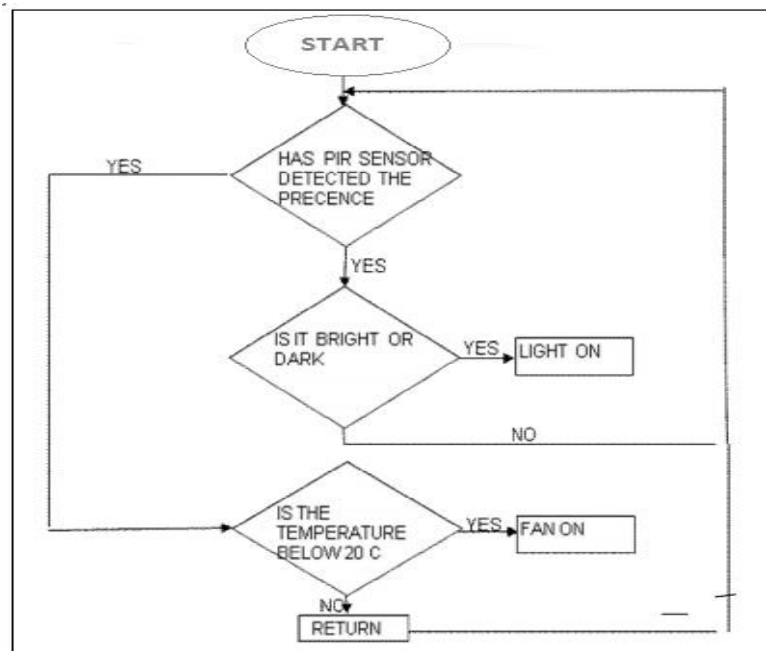 START
HAS PIR SENSOR
DETECTED THE
PRECENCE
YES
YES
IS IT BRIGHT OR
DARK
YES
LIGHT ON
NO
IS THE
TEMPERATURE
BELOW 20 C
YES
FAN ON
NO
RETURN